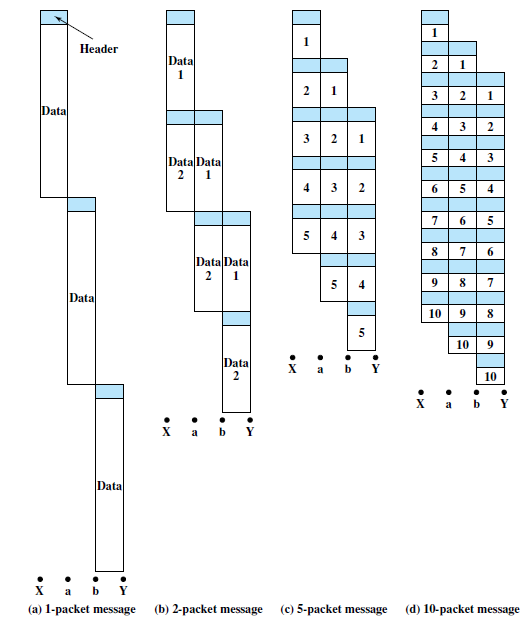 Header
Data
Data
Data
X a b Y
(a) 1-packet message
Data
1
Data Data
2 1
Data Data
2 1
Data
2
X a b Y
(b) 2-packet message
1
2 1
3 2 1
4 3 2
5 4 3
5 4
5
X a b Y
(c) 5-packet message
1
2 1
3 2 1
4 3 2
5 4 3
6 5 4
7 6 5
8 7 6
9 8 7
10 9 8
10 9
10
X a b Y
(d) 10-packet message